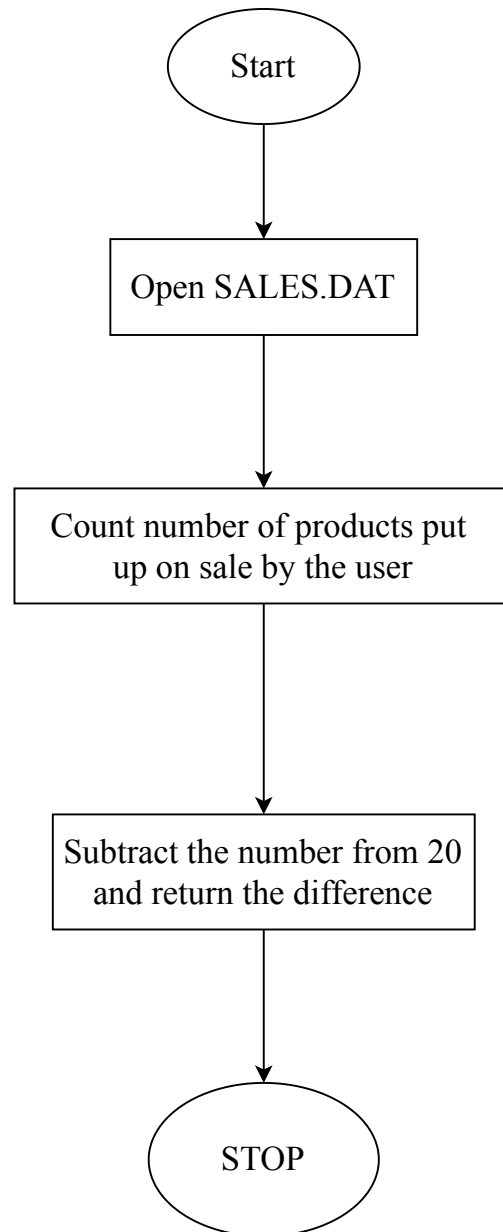 Start
Open SALES.DAT
Count number of products put
up on sale by the user
Subtract the number from 20
and return the difference
STOP